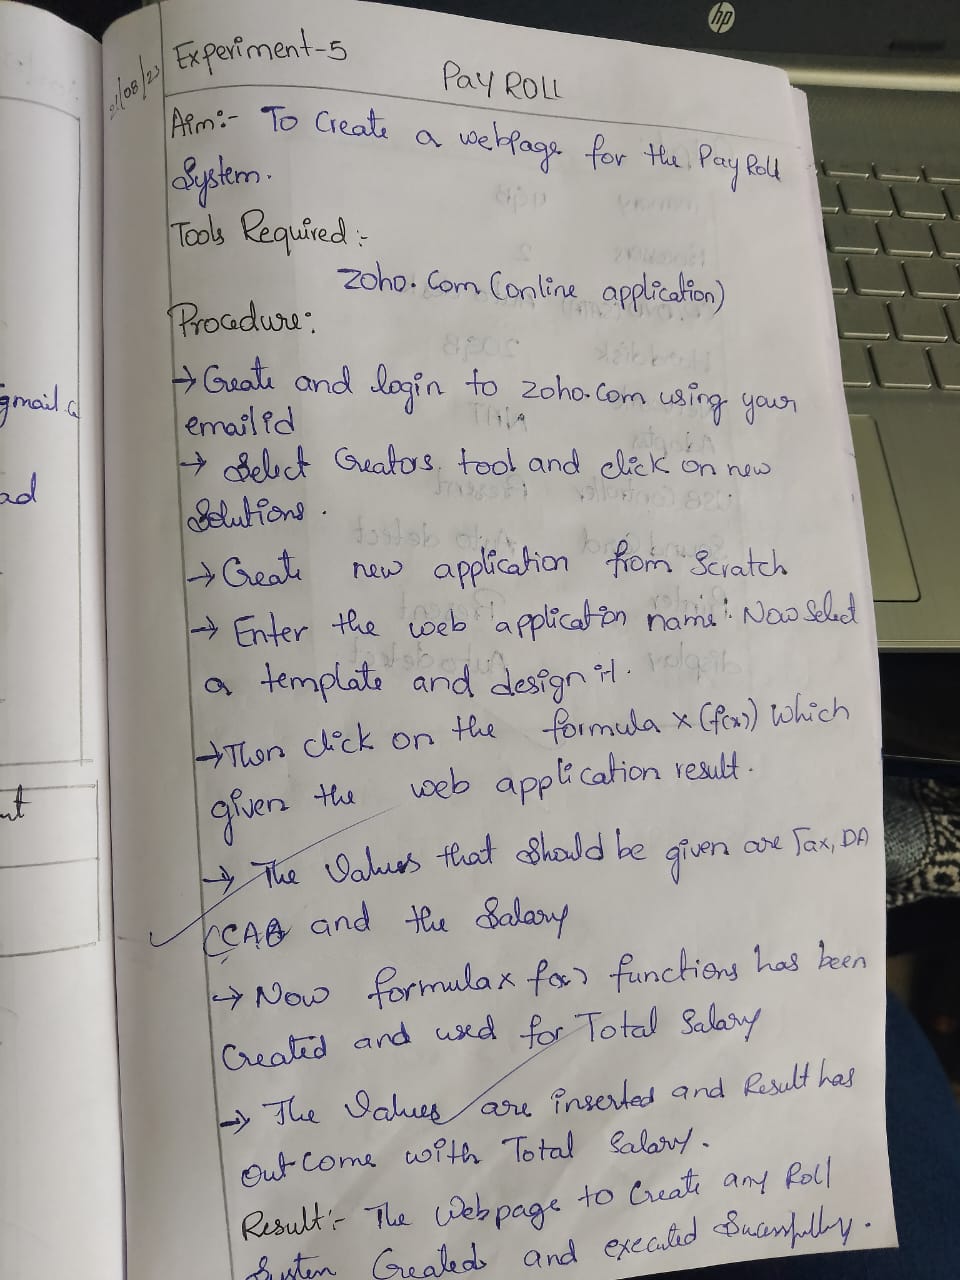 hp
21/08/23
Experiment-5
Pay ROLL
Aim:- To Create a webpage for the Pay Roll
System.
Tools Required :-
Zoho. Com (online application)
Procedure:
→ Create and login to zoho.com using your
email id
→ Select Creators tool and click on new
Solutions.
→ Create new application from Scratch
→ Enter the web application name. Now Select
a template and design it.
→ Then click on the formula x (f(x)) which
given the web application result.
→ The Values that should be given are Tax, DA
CCA and the Salary
→ Now formula x f(x) functions has been
Created and used for Total Salary
→ The Values are inserted and Result has
Out Come with Total Salary.
Result:- The Webpage to Create any Roll
System Created and executed Sucessfully.
gmail.c
ad
nt